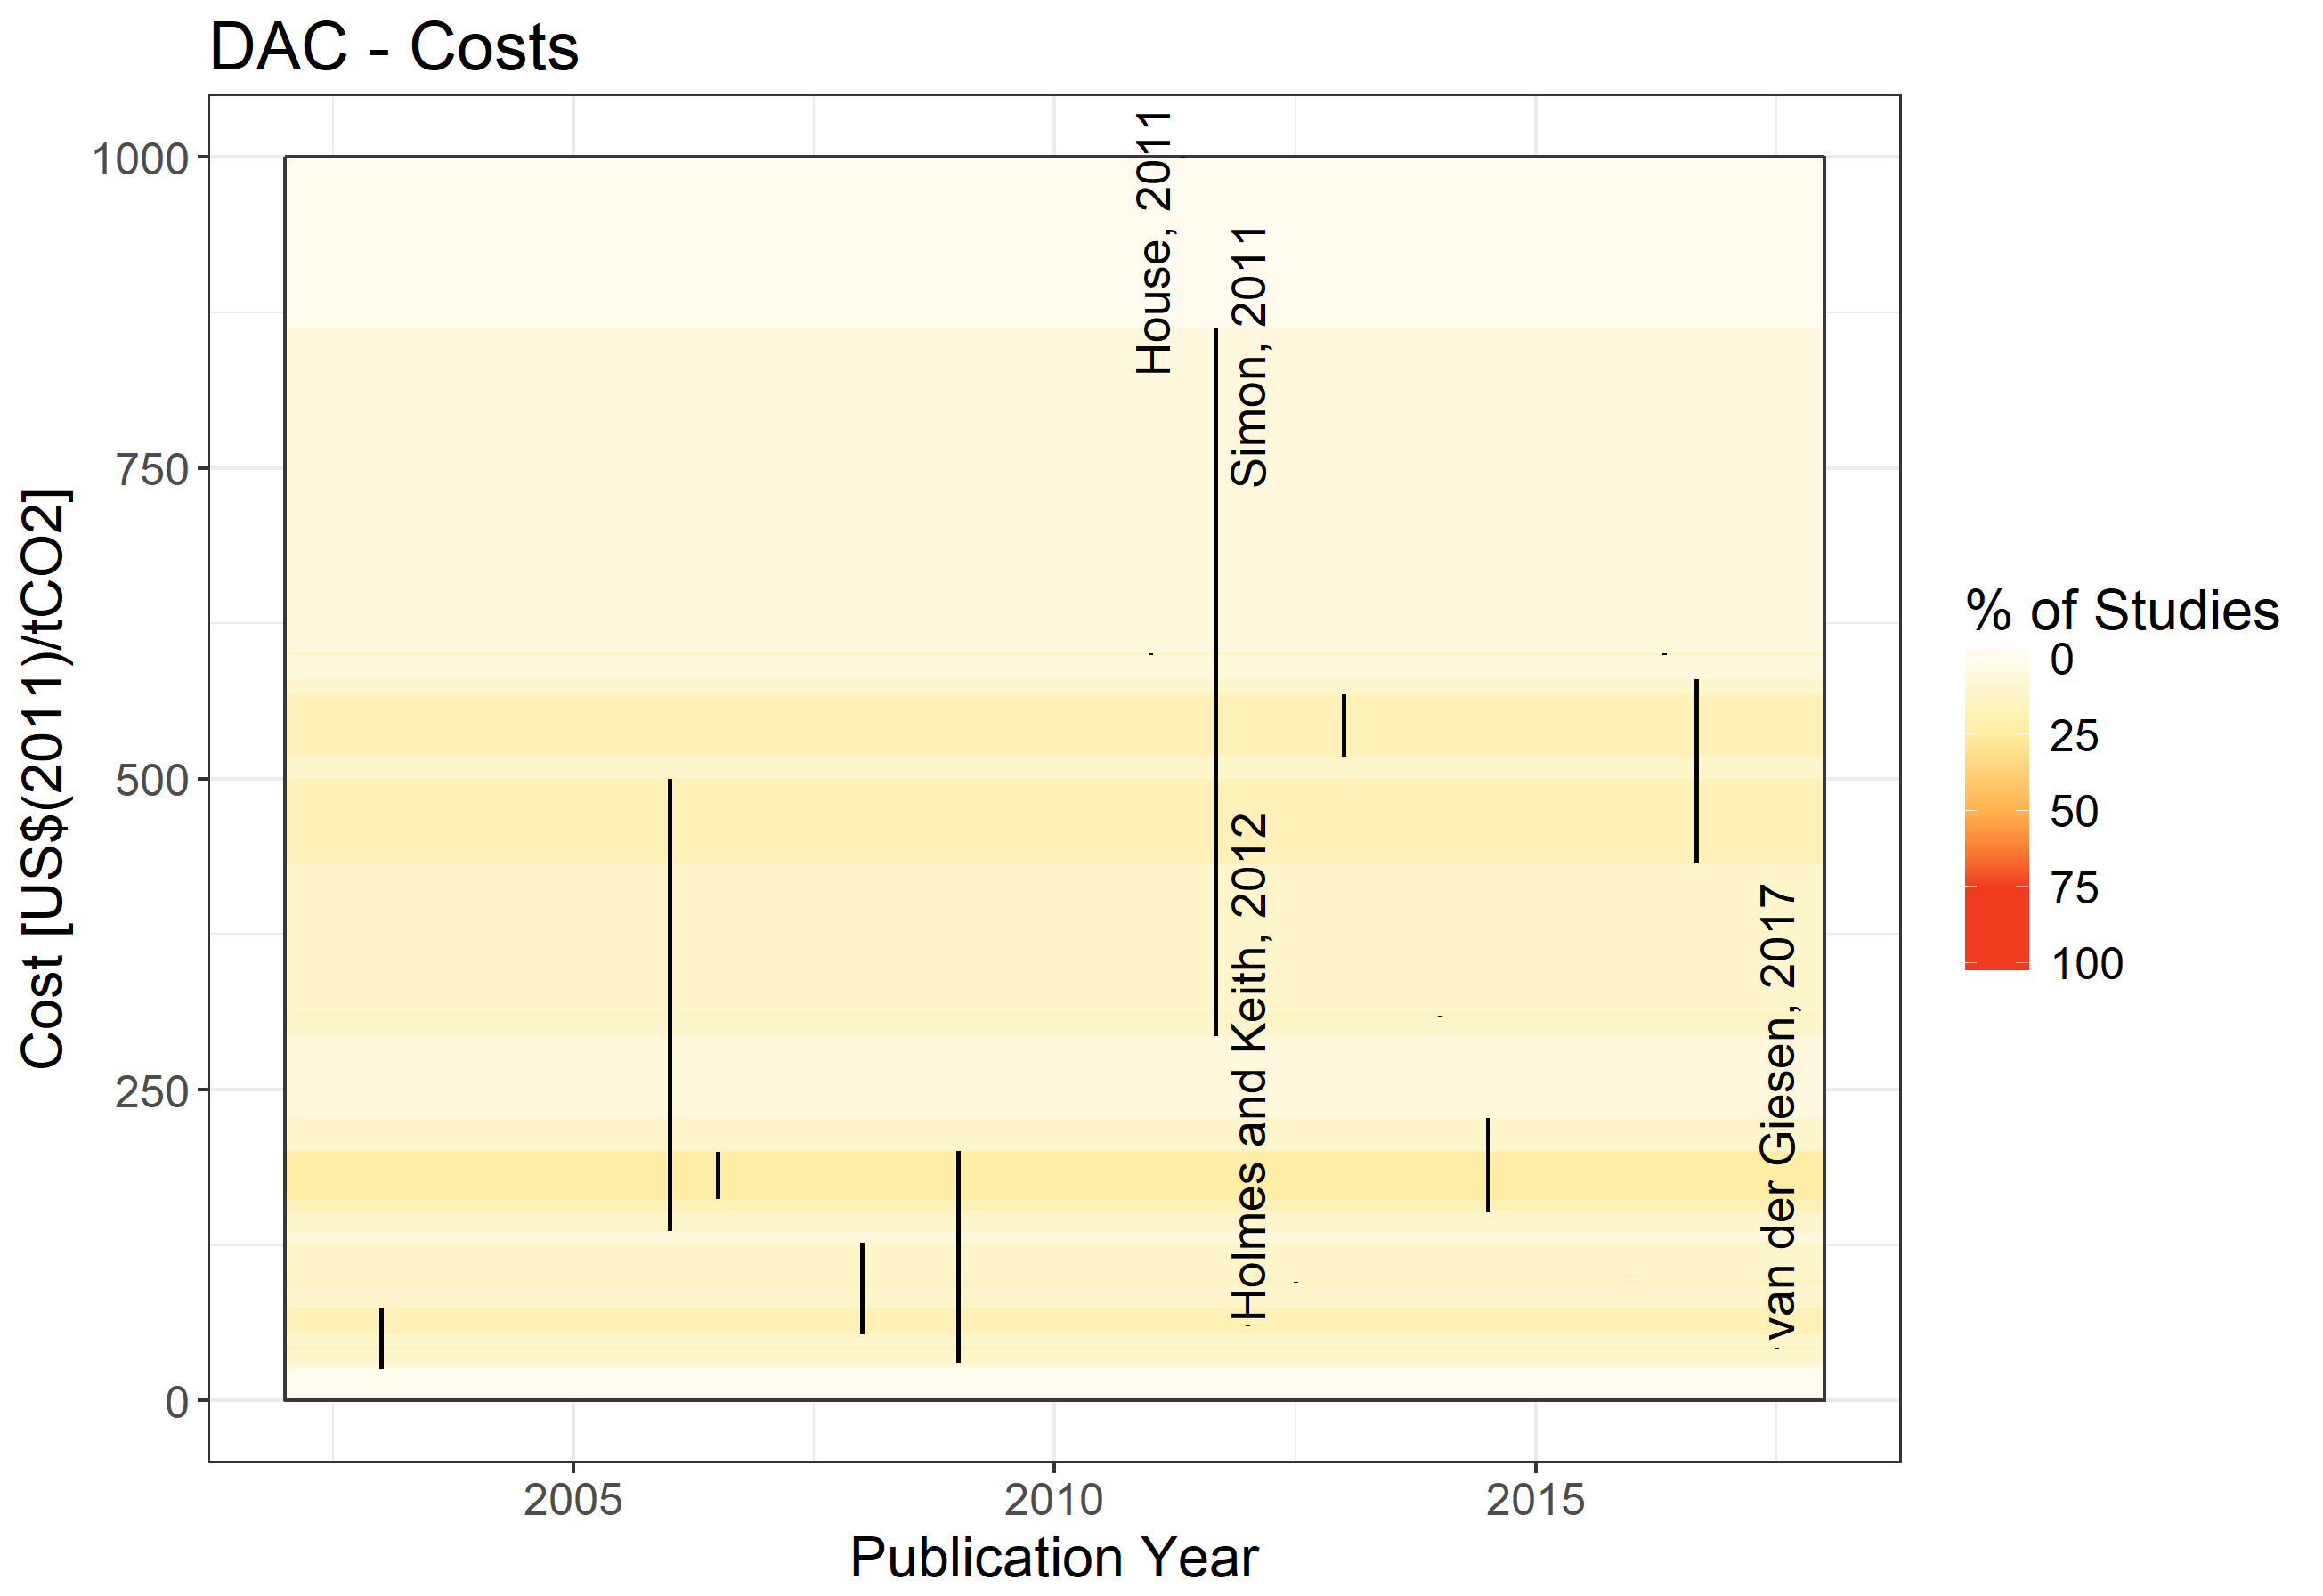 DAC - Costs
Cost [US$(2011)/tCO2]
1000
750
500
250
0
House, 2011
Simon, 2011
Holmes and Keith, 2012
van der Giesen, 2017
2005
2010
2015
Publication Year
% of Studies
0
25
50
75
100